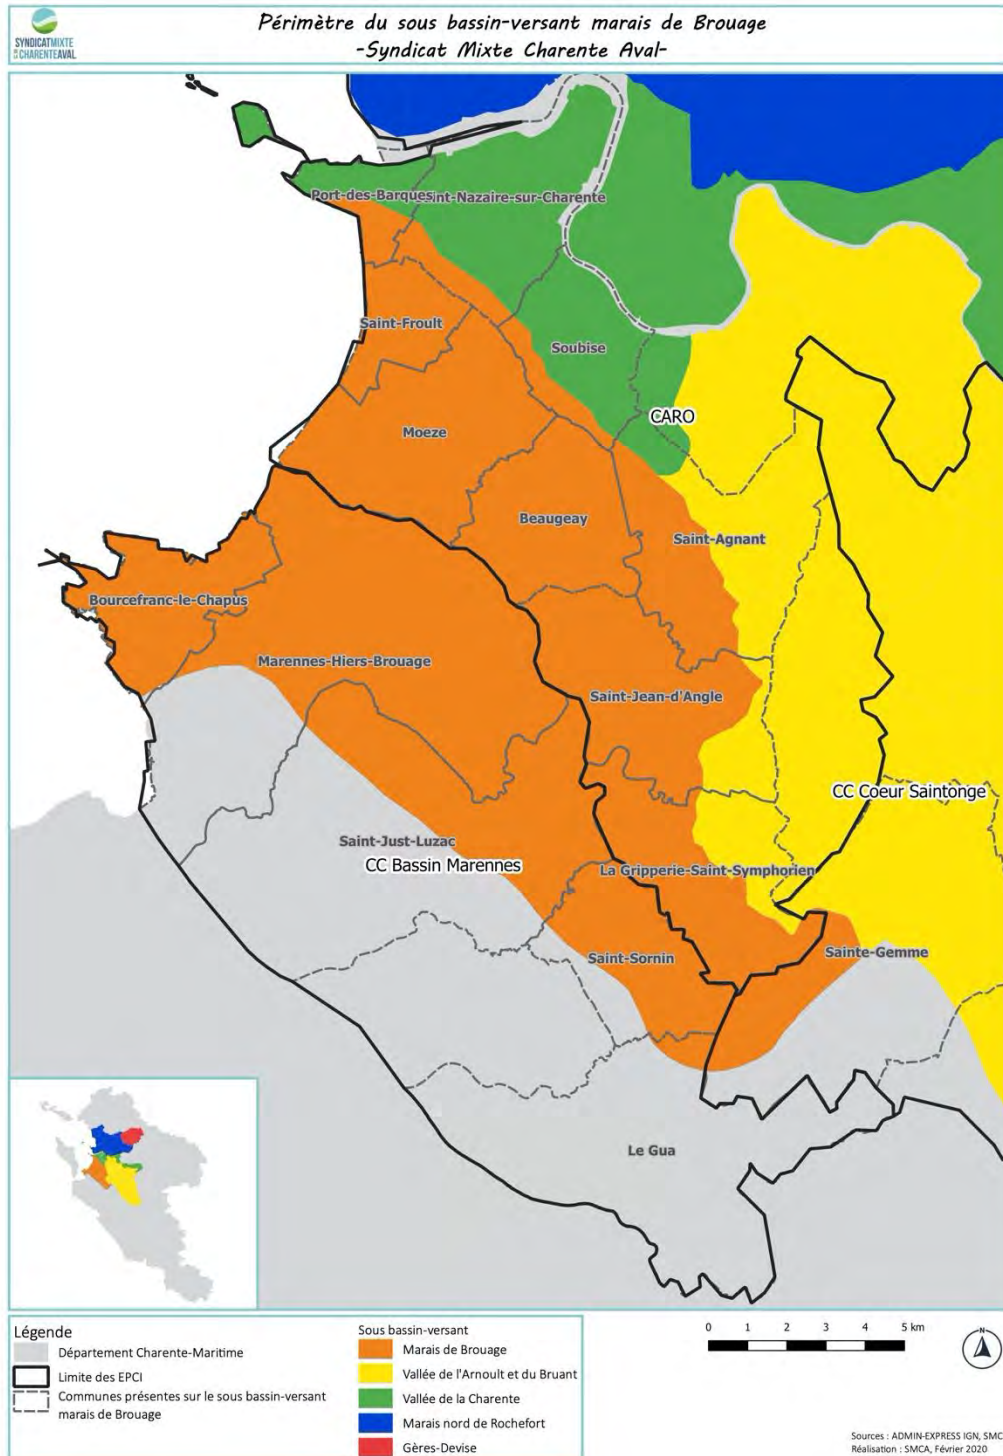 SYNDICAT MIXTE
CHARENTE AVAL
Périmètre du sous bassin-versant marais de Brouage
-Syndicat Mixte Charente Aval-
Port-des-Barques
int-Nazaire-sur-Charente
Saint-Froult
Soubise
CARO
Moeze
Beaugeay
Saint-Agnant
Bourcefranc-le-Chapus
Marennes-Hiers-Brouage
Saint-Jean-d'Angle
CC Coeur Saintonge
Saint-Just-Luzac
CC Bassin Marennes
La Gripperie-Saint-Symphorien
Saint-Sornin
Sainte-Gemme
Le Gua
Légende
Département Charente-Maritime
Limite des EPCI
Communes présentes sur le sous bassin-versant
marais de Brouage
Sous bassin-versant
Marais de Brouage
Vallée de l'Arnoult et du Bruant
Vallée de la Charente
Marais nord de Rochefort
Gères-Devise
0 1 2 3 4 5 km
N
Sources : ADMIN-EXPRESS IGN, SMC
Réalisation : SMCA, Février 2020